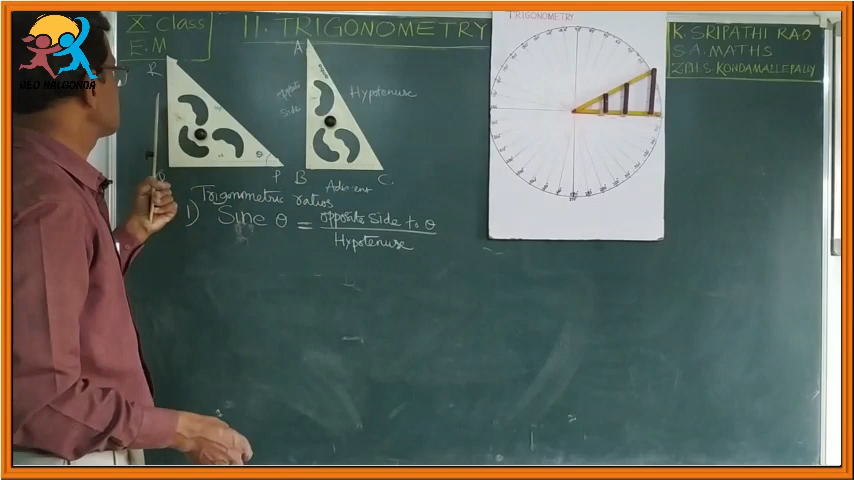 X Class
E.M
11. TRIGONOMETRY
K. SRIPATHI RAO
S.A. MATHS
Z.P.H.S. KONDAMALLEPALLY
TRIGONOMETRY
DEO NALGONDA
R
P
θ
A
B
C.
opposite
side
Hypotenuse
Adjacent
Trignometric ratios
1) Sine θ = opposite side to θ
Hypotenuse